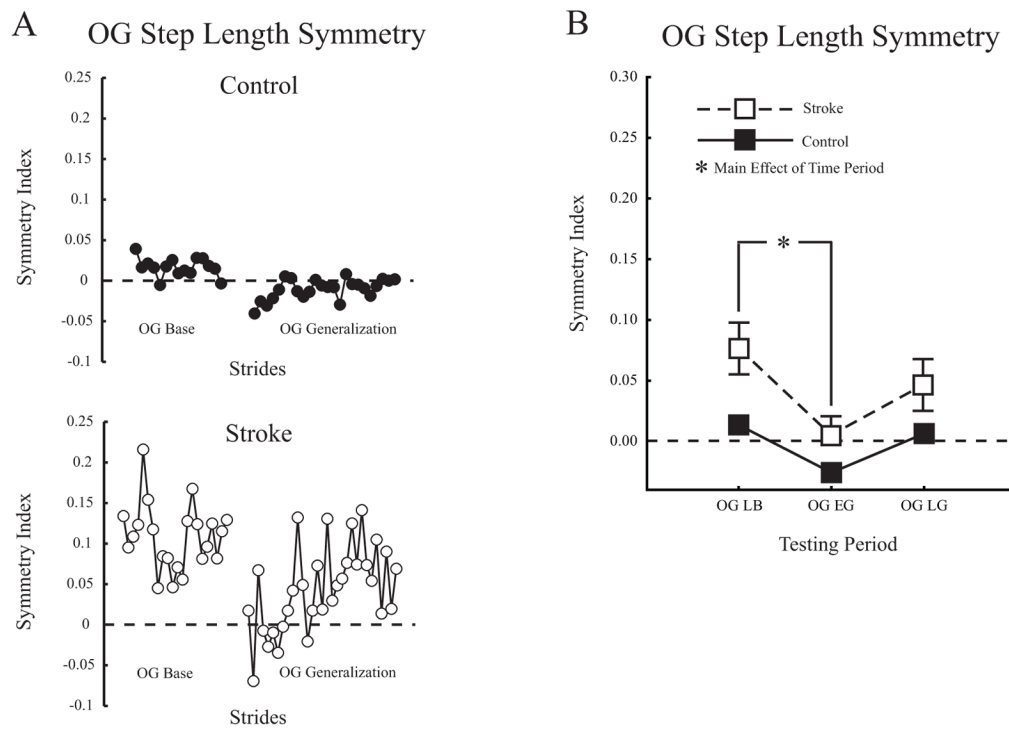 A
OG Step Length Symmetry
Control
0.25
0.2
0.15
0.1
0.05
0
-0.05
-0.1
Symmetry Index
OG Base
OG Generalization
Strides
Stroke
0.25
0.2
0.15
0.1
0.05
0
-0.05
-0.1
Symmetry Index
OG Base
OG Generalization
Strides
B
OG Step Length Symmetry
0.30
0.25
0.20
0.15
0.10
0.05
0.00
Symmetry Index
Stroke
Control
* Main Effect of Time Period
*
OG LB
OG EG
OG LG
Testing Period